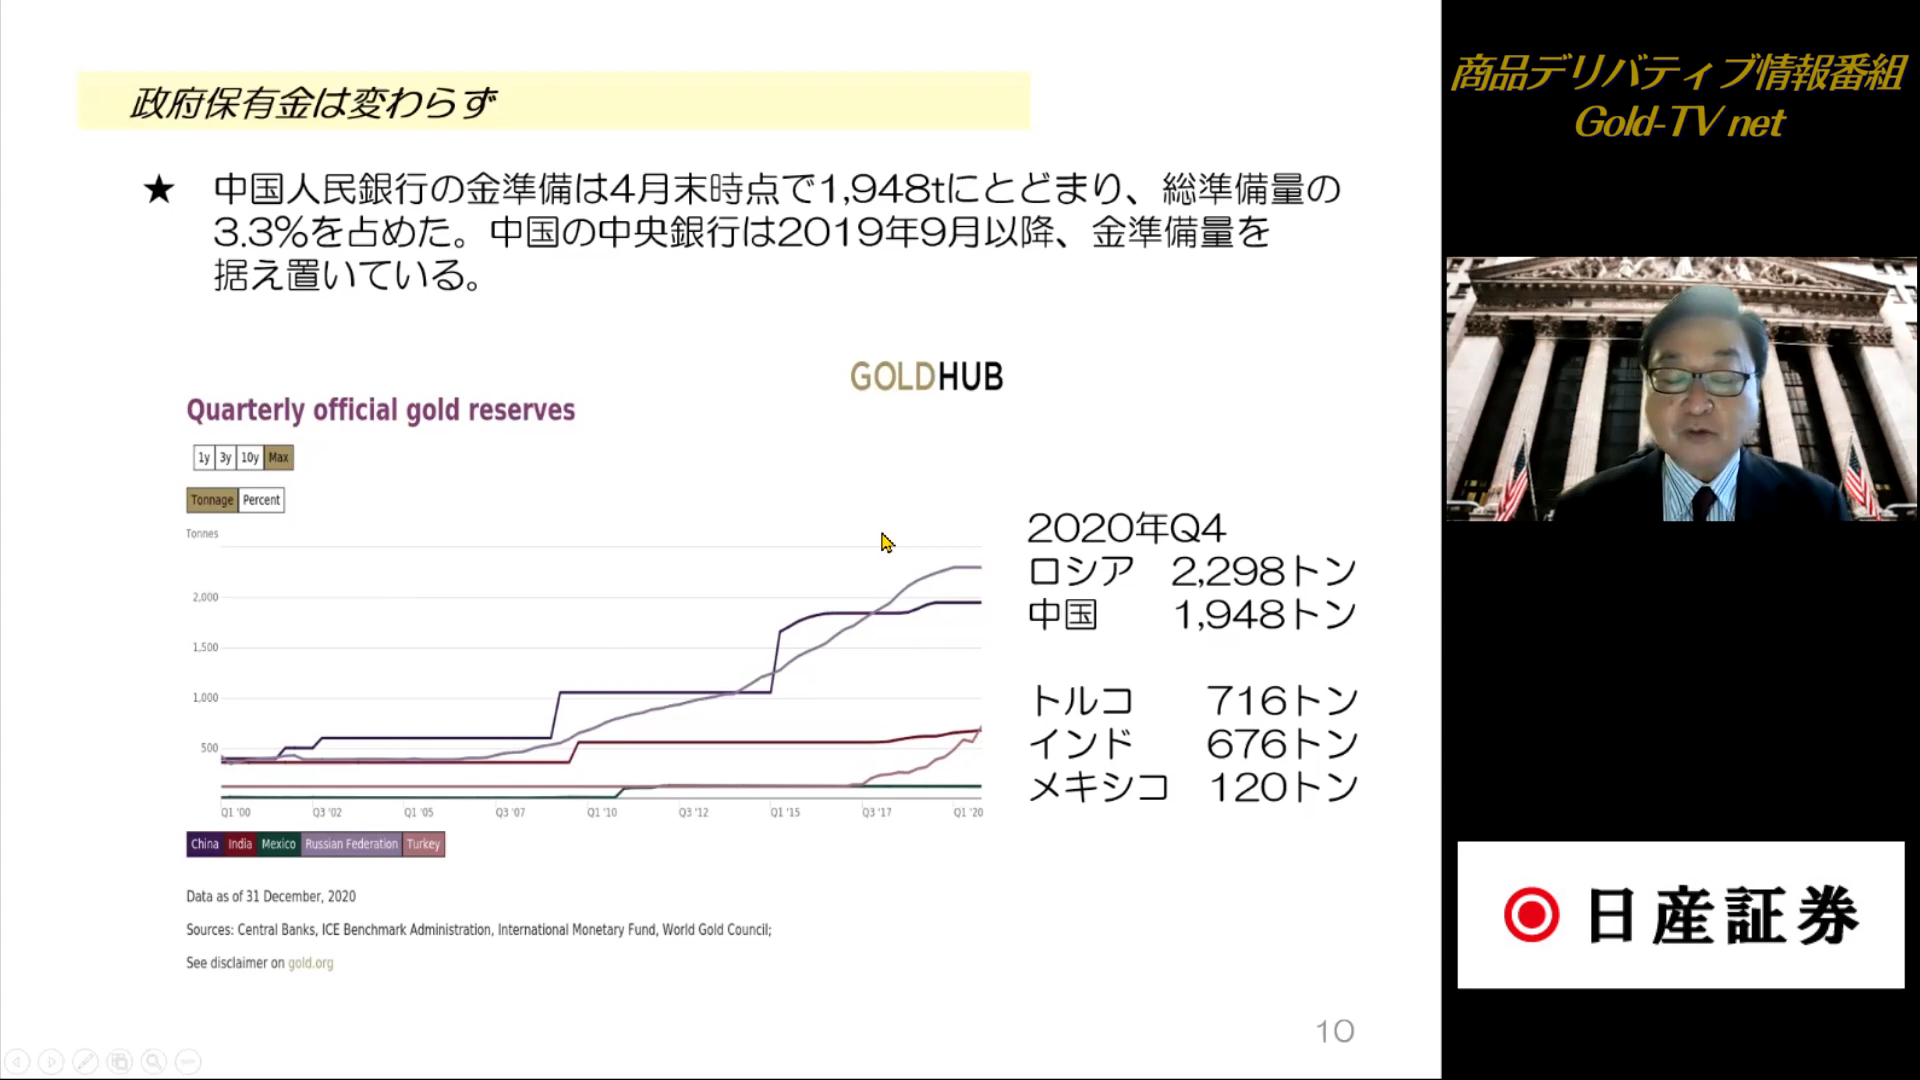 政府保有金は変わらず
★ 中国人民銀行の金準備は4月末時点で1,948tにとどまり、総準備量の
3.3%を占めた。中国の中央銀行は2019年9月以降、金準備量を
据え置いている。
GOLDHUB
Quarterly official gold reserves
1y 3y 10y Max
Tonnage Percent
Tonnes
2,000
1,500
1,000
500
Q1 '00 Q3 '02 Q1 '05 Q3 '07 Q1 '10 Q3 '12 Q1 '15 Q3 '17 Q1 '20
China India Mexico Russian Federation Turkey
Data as of 31 December, 2020
Sources: Central Banks, ICE Benchmark Administration, International Monetary Fund, World Gold Council;
See disclaimer on gold.org
2020年Q4
ロシア 2,298トン
中国 1,948トン
トルコ 716トン
インド 676トン
メキシコ 120トン
10
商品デリバティブ情報番組
Gold-TV net
日産証券